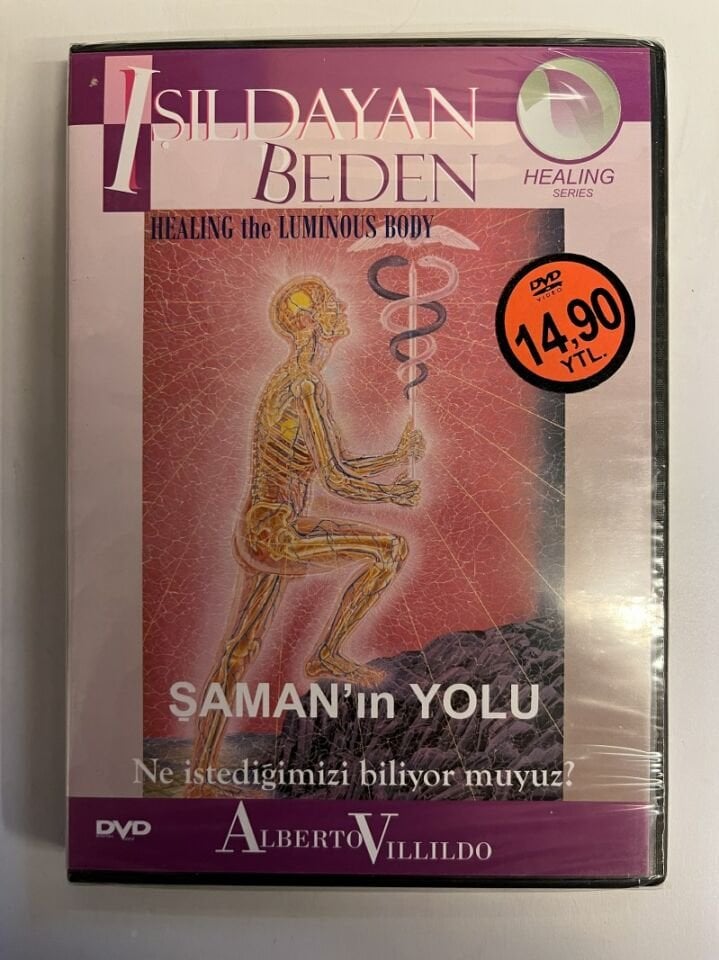 IŞILDAYAN
BEDEN
HEALING
SERIES
HEALING the LUMINOUS BODY
DVD
VIDEO
14,90
YTL.
ŞAMAN'ın YOLU
Ne istediğimizi biliyor muyuz?
DVD
ALBERTO VILLILDO